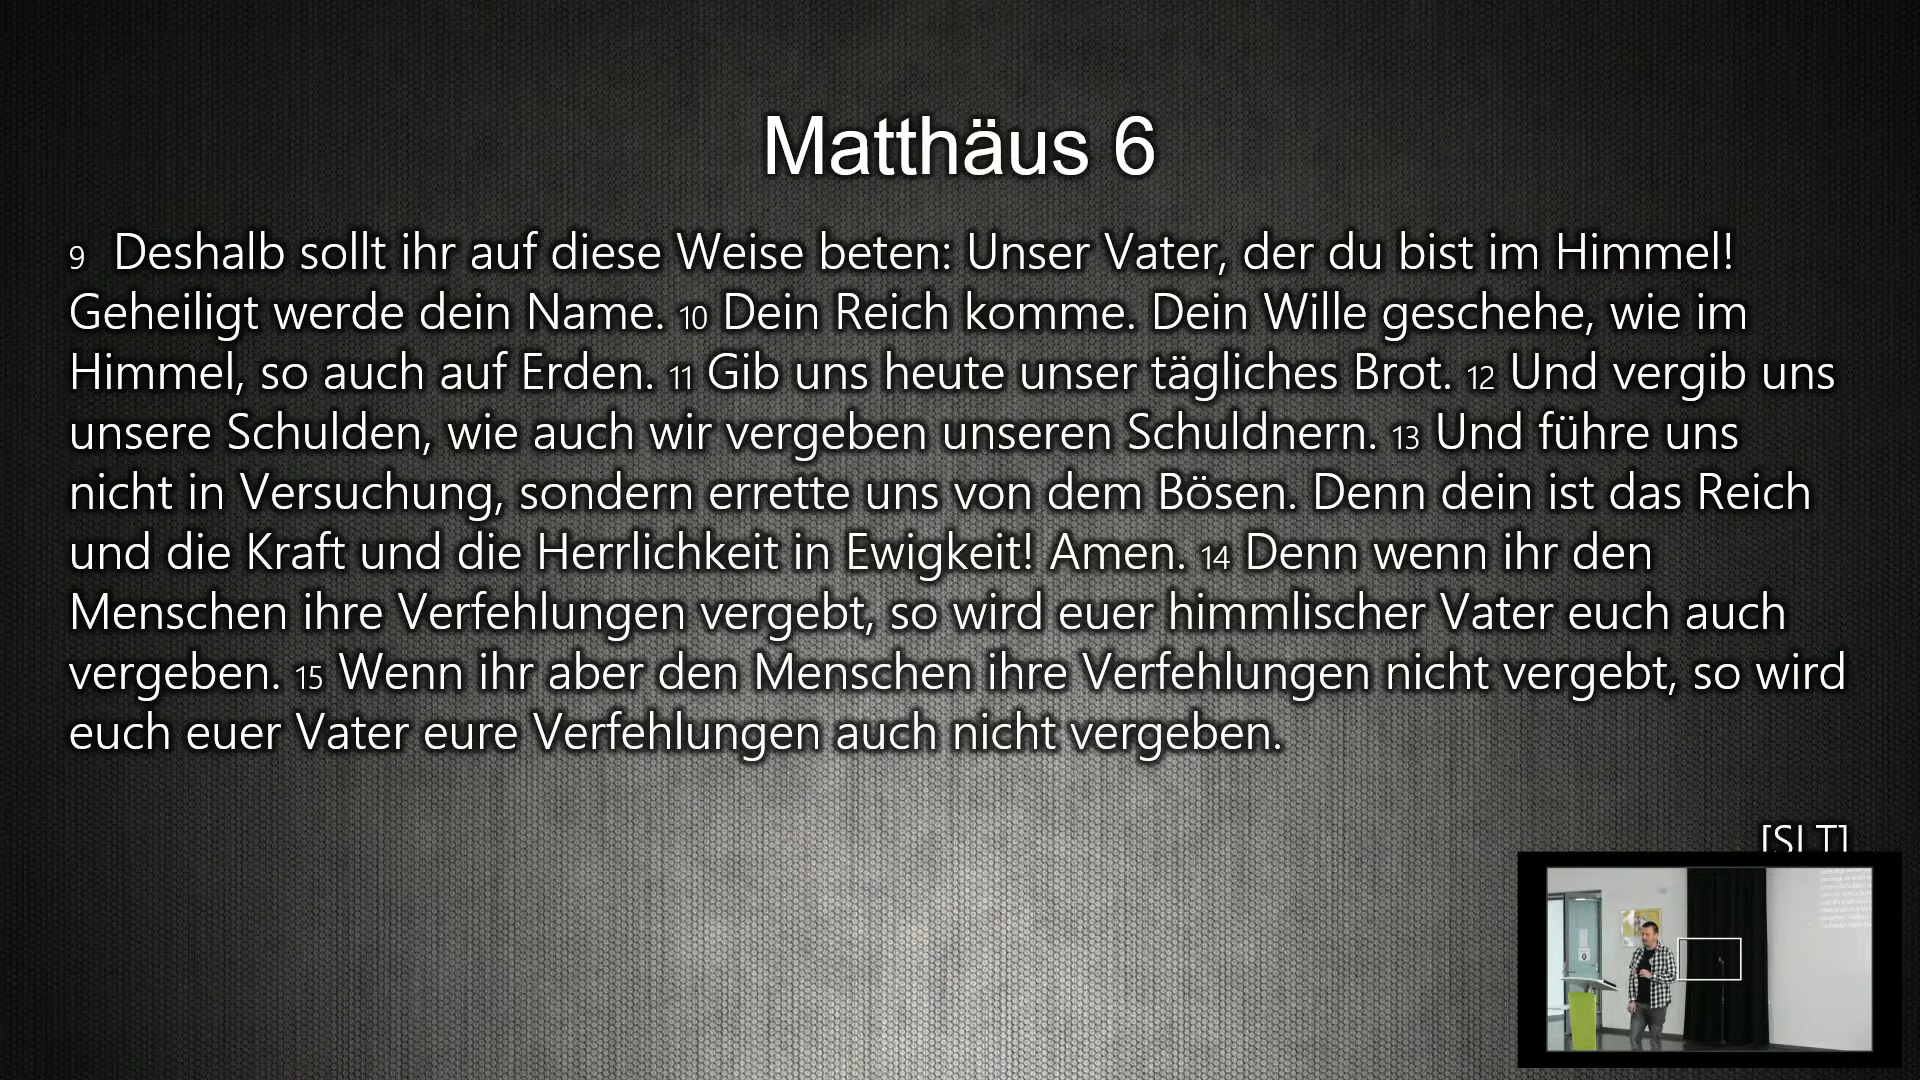 Matthäus 6
9 Deshalb sollt ihr auf diese Weise beten: Unser Vater, der du bist im Himmel!
Geheiligt werde dein Name. 10 Dein Reich komme. Dein Wille geschehe, wie im
Himmel, so auch auf Erden. 11 Gib uns heute unser tägliches Brot. 12 Und vergib uns
unsere Schulden, wie auch wir vergeben unseren Schuldnern. 13 Und führe uns
nicht in Versuchung, sondern errette uns von dem Bösen. Denn dein ist das Reich
und die Kraft und die Herrlichkeit in Ewigkeit! Amen. 14 Denn wenn ihr den
Menschen ihre Verfehlungen vergebt, so wird euer himmlischer Vater euch auch
vergeben. 15 Wenn ihr aber den Menschen ihre Verfehlungen nicht vergebt, so wird
euch euer Vater eure Verfehlungen auch nicht vergeben.
[SLT]